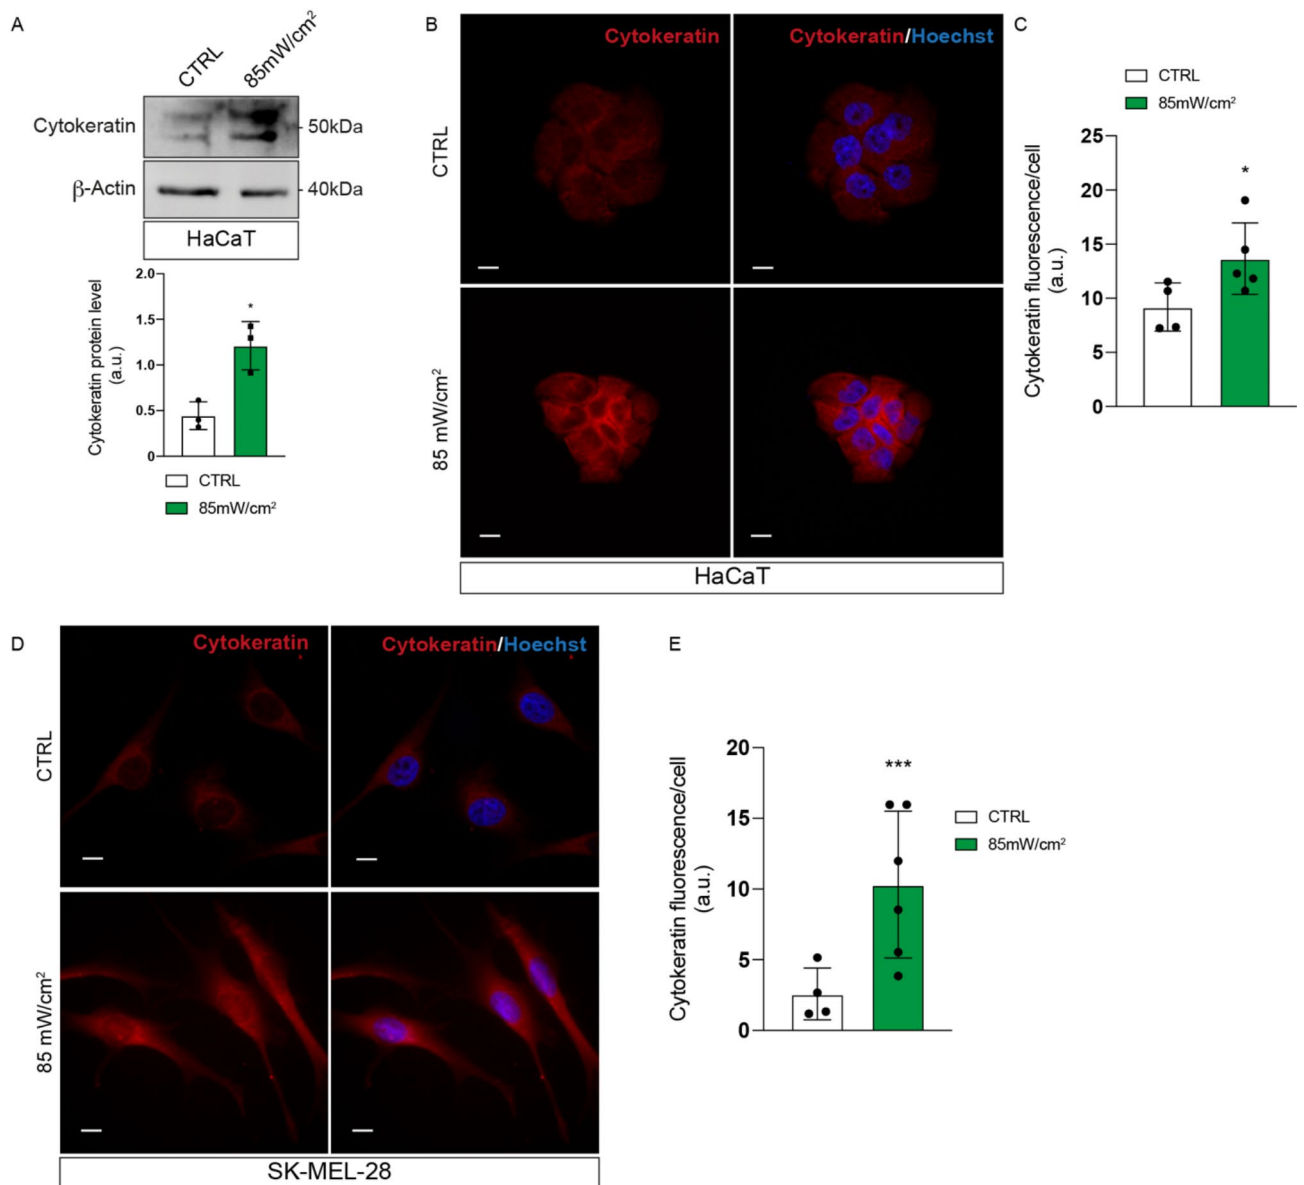 A
CTRL
85mW/cm²
Cytokeratin
50kDa
β-Actin
40kDa
HaCaT
Cytokeratin protein level
(a.u.)
2.0
1.5
1.0
0.5
0
*
CTRL
85mW/cm²
B
Cytokeratin
Cytokeratin/Hoechst
CTRL
85 mW/cm²
HaCaT
C
CTRL
85mW/cm²
Cytokeratin fluorescence/cell
(a.u.)
25
20
15
10
5
0
*
D
Cytokeratin
Cytokeratin/Hoechst
CTRL
85 mW/cm²
SK-MEL-28
E
Cytokeratin fluorescence/cell
(a.u.)
20
15
10
5
0
***
CTRL
85mW/cm²